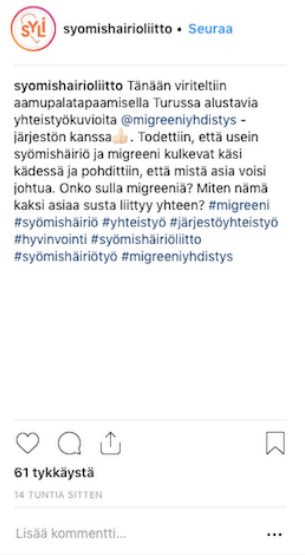 SYLI
syomishairioliitto • Seuraa
syomishairioliitto Tänään viriteltiin
aamupalatapaamisella Turussa alustavia
yhteistyökuvioita @migreeniyhdistys -
järjestön kanssa👍🏻. Todettiin, että usein
syömishäiriö ja migreeni kulkevat käsi
kädessä ja pohdittiin, että mistä asia voisi
johtua. Onko sulla migreeniä? Miten nämä
kaksi asiaa susta liittyy yhteen? #migreeni
#syömishäiriö #yhteistyö #järjestöyhteistyö
#hyvinvointi #syömishäiriöliitto
#syömishäiriötyö #migreeniyhdistys
61 tykkäystä
14 TUNTIA SITTEN
Lisää kommentti...